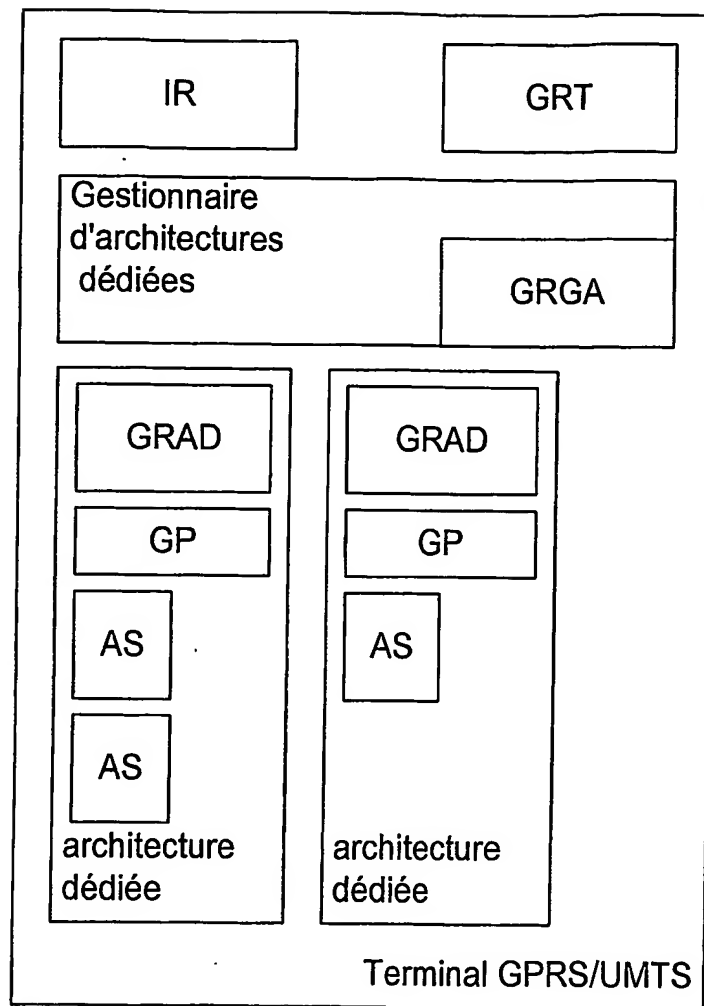 IR
GRT
Gestionnaire
d'architectures
dédiées
GRGA
GRAD
GP
AS
AS
architecture
dédiée
GRAD
GP
AS
architecture
dédiée
Terminal GPRS/UMTS